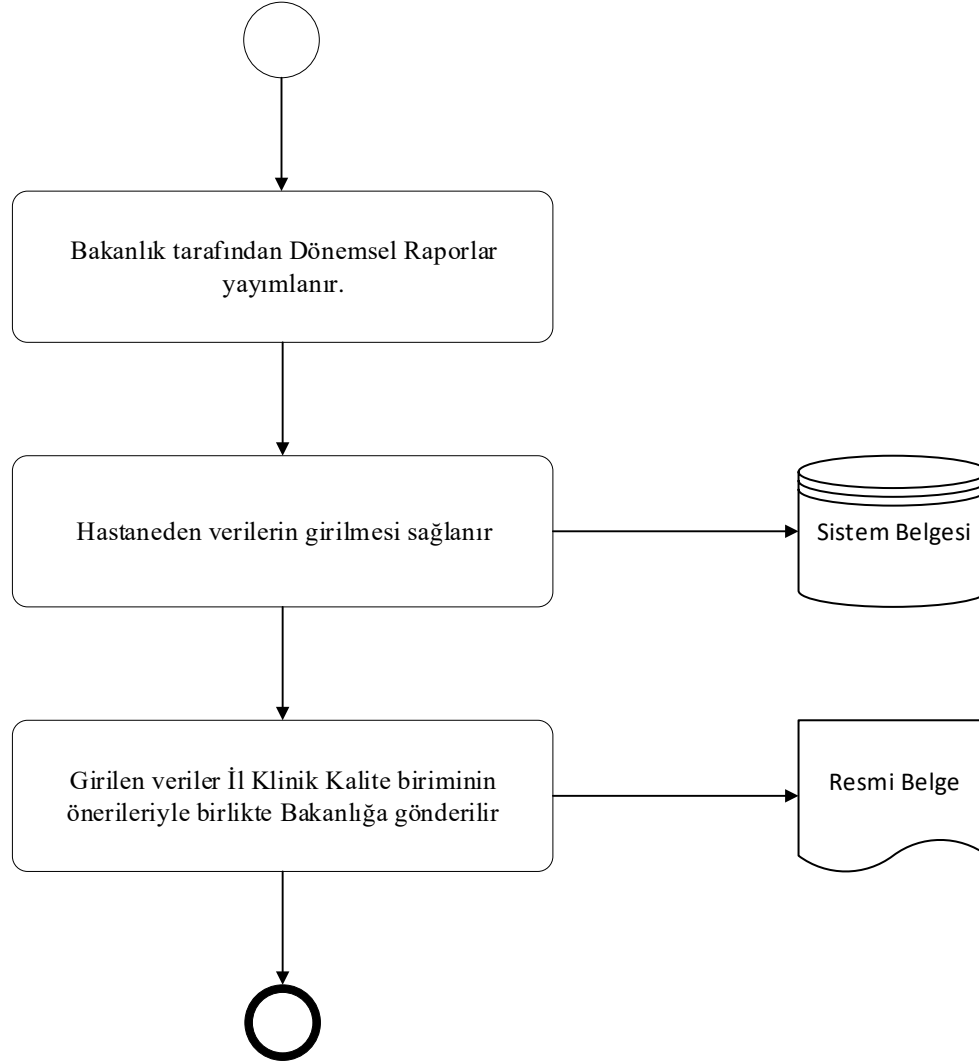 Bakanlık tarafından Dönemsel Raporlar
yayımlanır.
Hastaneden verilerin girilmesi sağlanır
Sistem Belgesi
Girilen veriler İl Klinik Kalite biriminin
önerileriyle birlikte Bakanlığa gönderilir
Resmi Belge